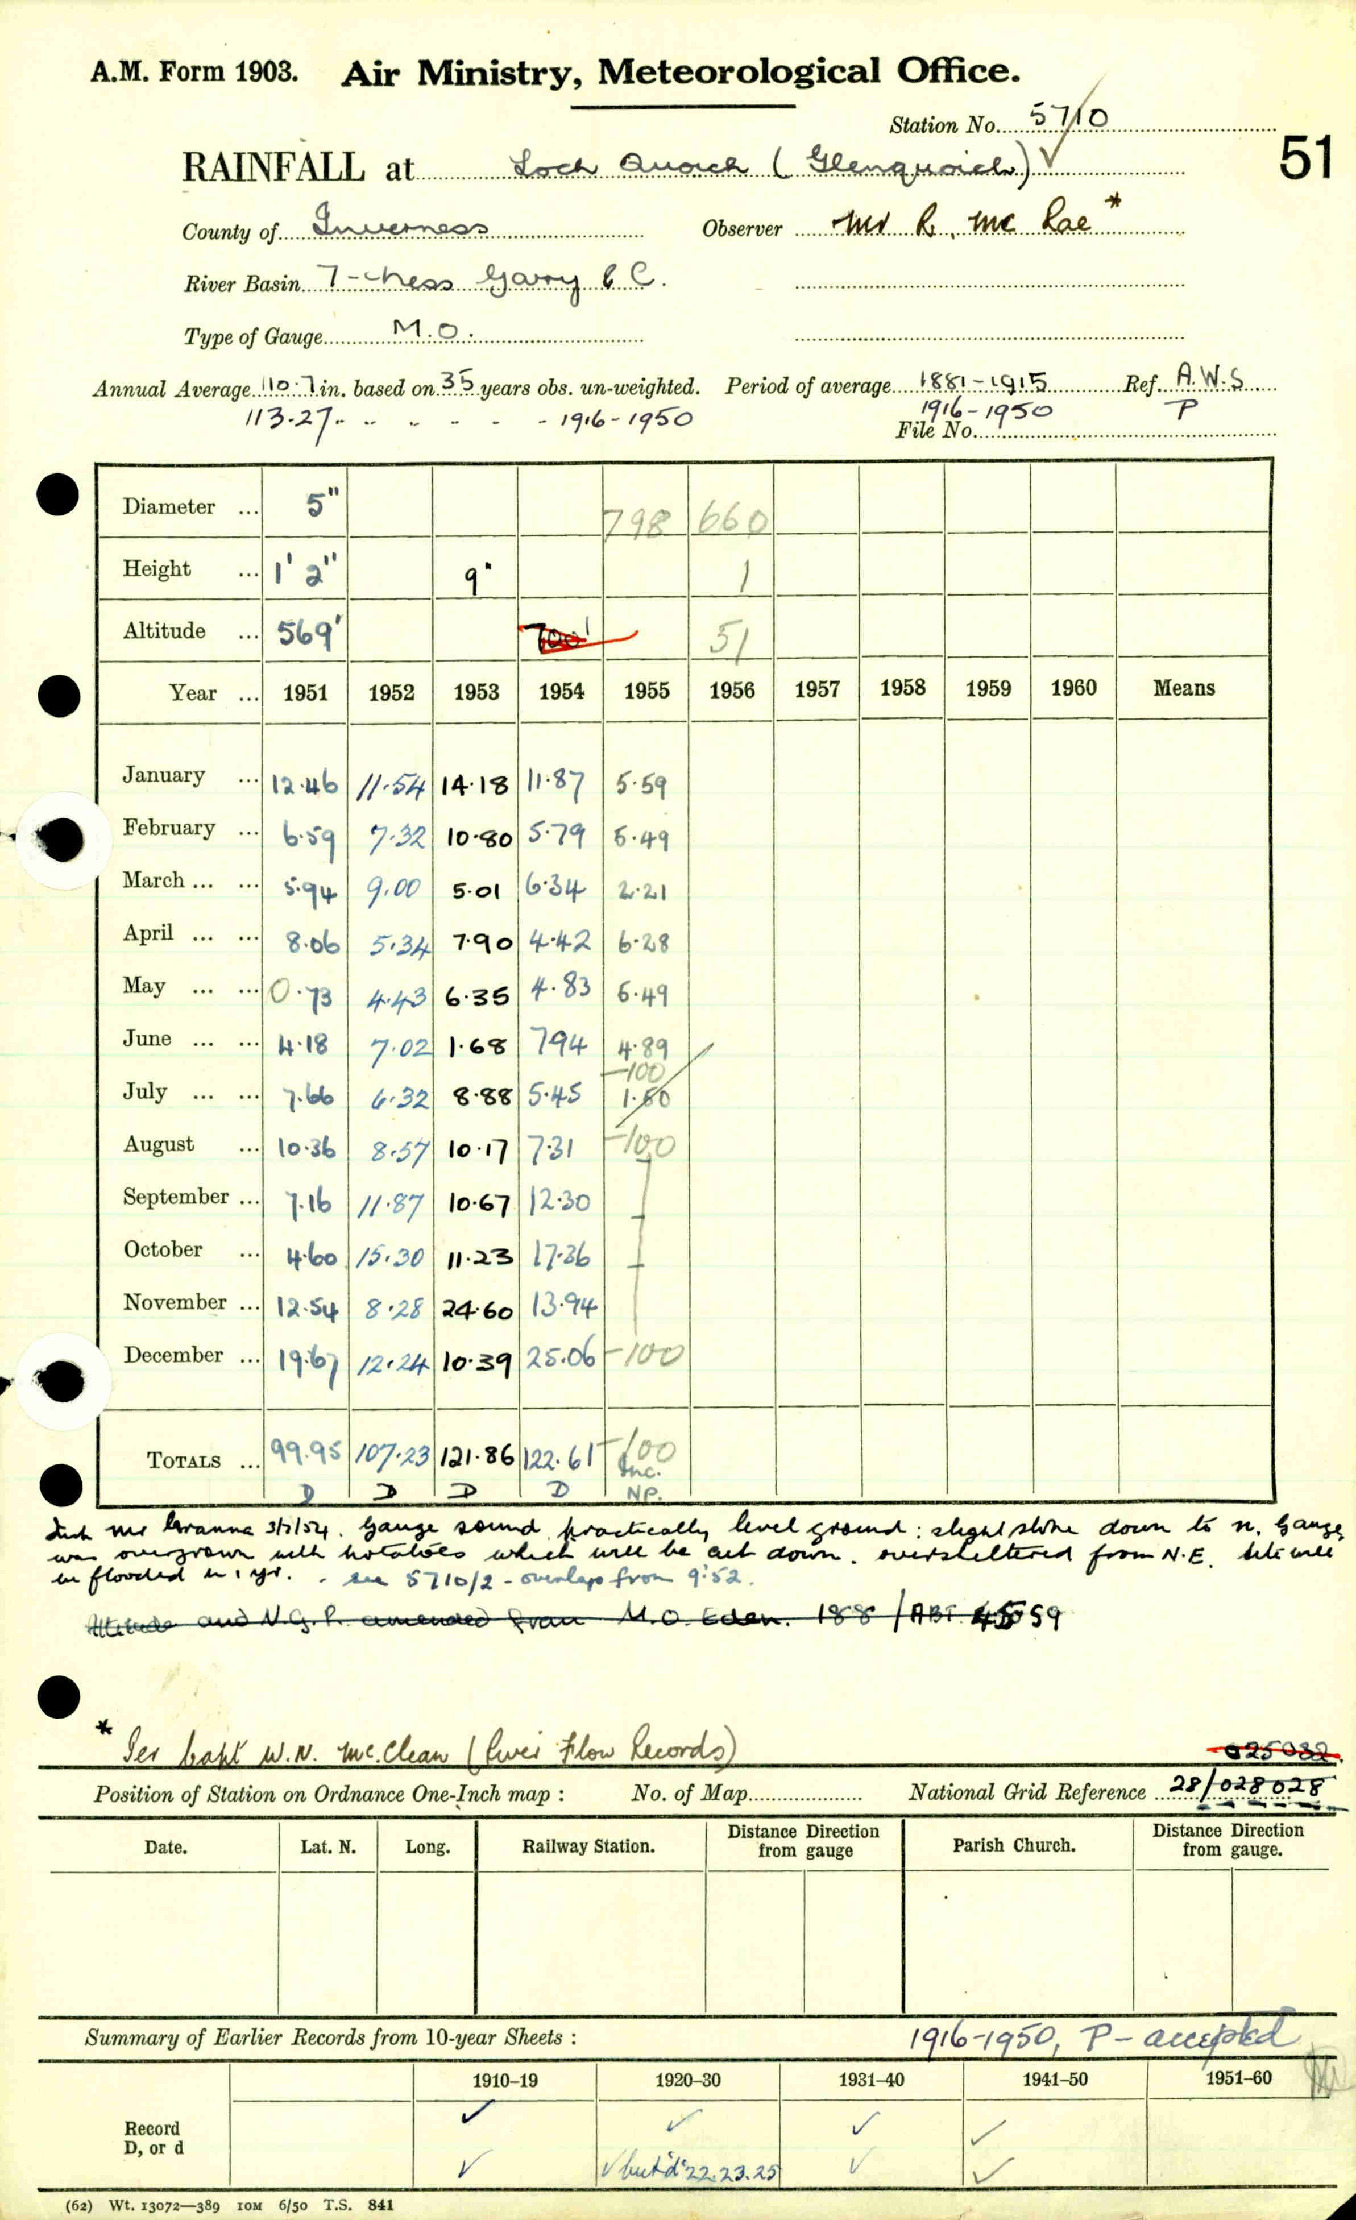 A.M. Form 1903. Air Ministry, Meteorological Office.
Station No. 5710
51
RAINFALL at Loch Quoich (Glenquoich)
County of Inverness Observer Mr R. Mc Rae *
River Basin 7-Ness Garry & C.
Type of Gauge M.O.
Annual Average 110.7 in. based on 35 years obs. un-weighted. Period of average 1881-1915 Ref. A.W.S
113.27 - - - - - - 1916-1950 1916-1950 P
File No.
Diameter ... 5" 798 660
Height ... 1' 2" 9" 1
Altitude ... 569' 700' 51
Year ... 1951 1952 1953 1954 1955 1956 1957 1958 1959 1960 Means
January ... 12.46 11.54 14.18 11.87 5.59
February ... 6.59 7.32 10.80 5.79 5.49
March ... ... 5.94 9.00 5.01 6.34 2.21
April ... ... 8.06 5.34 7.90 4.42 6.28
May ... ... 0.73 4.43 6.35 4.83 6.49
June ... ... 4.18 7.02 1.68 7.94 4.89
-100
July ... ... 7.66 6.32 8.88 5.45 1.50
August ... 10.36 8.57 10.17 7.31 -100
September ... 7.16 11.87 10.67 12.30
October ... 4.60 15.30 11.23 17.36
November ... 12.54 8.28 24.60 13.94
December ... 19.67 12.24 10.39 25.06 -100
TOTALS ... 99.95 107.23 121.86 122.61 -100
Inc.
D D D D NP.
Mr Granna 3/7/54. Gauge sound, practically level ground: slight slope down to N. Gauge
was overgrown with potatoes which will be cut down. oversheltered from N.E. Site will
be flooded in 1 yr. - see 5710/2 - overlaps from 9.52.
Altitude and N.G.R. amended from M.O. Eden. 188/ABT 4559
* Per Capt W.N. McClean (River Flow Records)
025032
Position of Station on Ordnance One-Inch map : No. of Map National Grid Reference 28/028028
Date. Lat. N. Long. Railway Station. Distance from Direction gauge Parish Church. Distance from Direction gauge.
Summary of Earlier Records from 10-year Sheets : 1916-1950, P - accepted
1910–19 1920–30 1931–40 1941–50 1951–60
Record ✓ ✓ ✓ ✓
D, or d ✓ ✓ but 'd' 22.23.25 ✓ ✓
(62) Wt. 13072—389 10M 6/50 T.S. 841